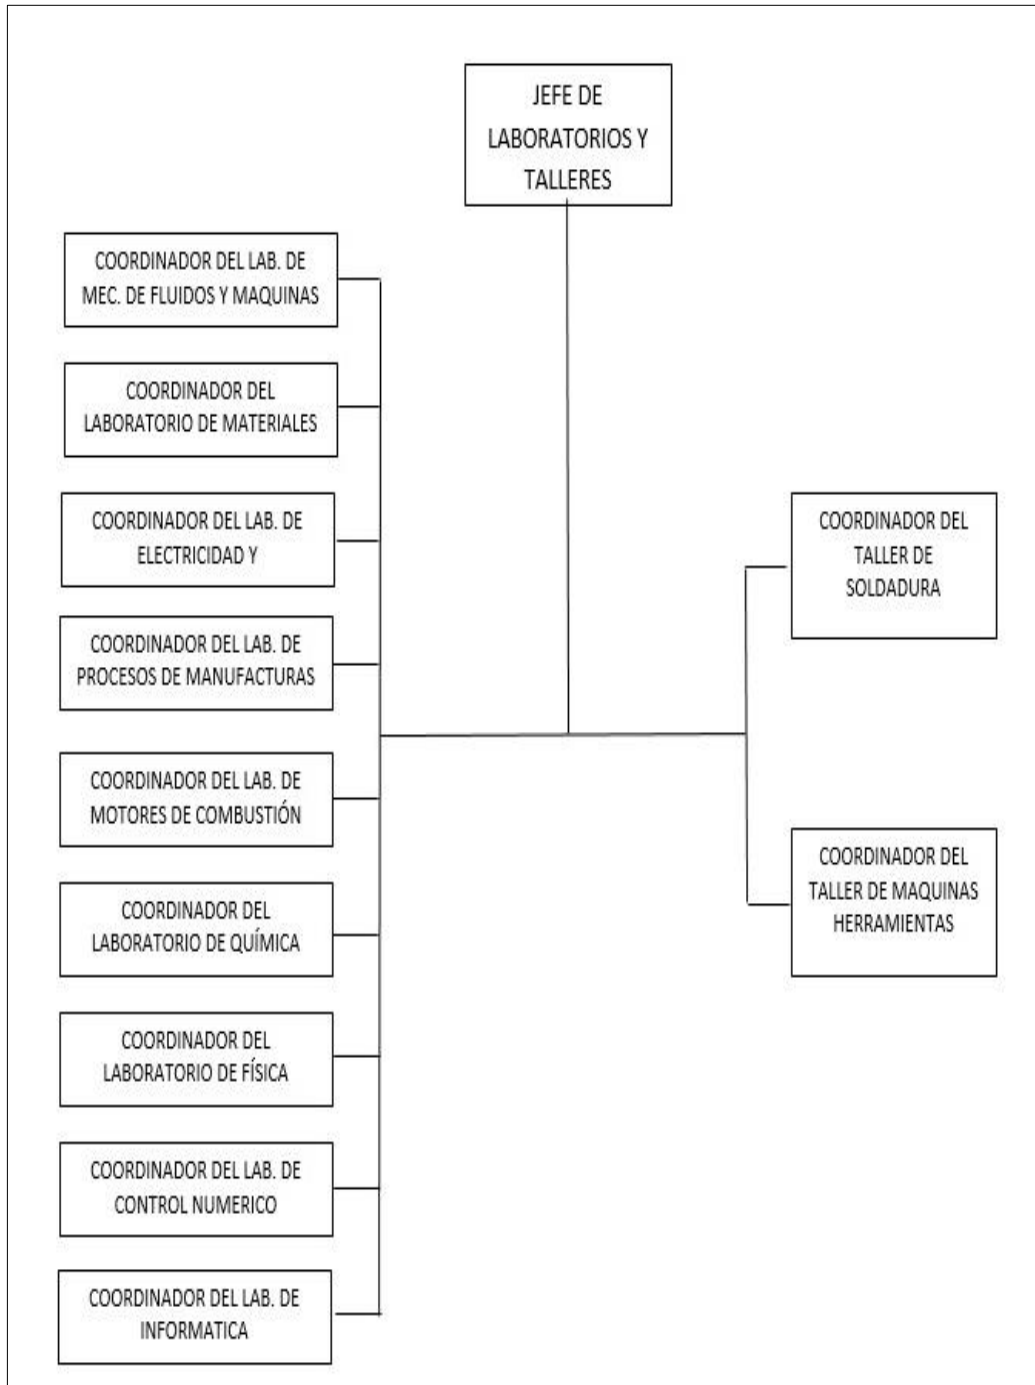 JEFE DE
LABORATORIOS Y
TALLERES
COORDINADOR DEL LAB. DE
MEC. DE FLUIDOS Y MAQUINAS
COORDINADOR DEL
LABORATORIO DE MATERIALES
COORDINADOR DEL LAB. DE
ELECTRICIDAD Y
COORDINADOR DEL LAB. DE
PROCESOS DE MANUFACTURAS
COORDINADOR DEL LAB. DE
MOTORES DE COMBUSTIÓN
COORDINADOR DEL
LABORATORIO DE QUÍMICA
COORDINADOR DEL
LABORATORIO DE FÍSICA
COORDINADOR DEL LAB. DE
CONTROL NUMERICO
COORDINADOR DEL LAB. DE
INFORMATICA
COORDINADOR DEL
TALLER DE
SOLDADURA
COORDINADOR DEL
TALLER DE MAQUINAS
HERRAMIENTAS